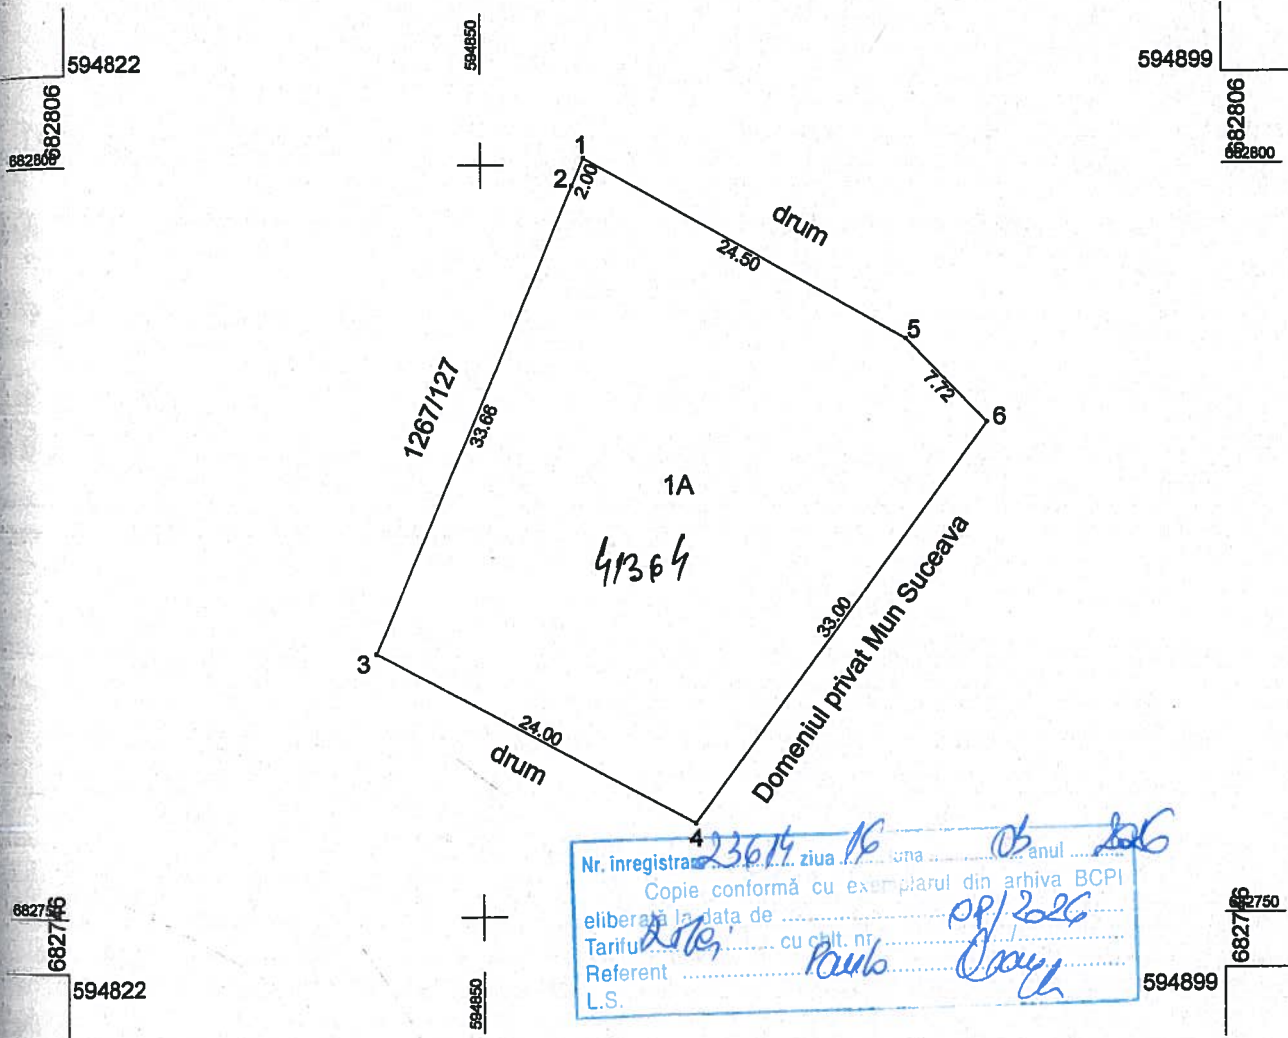 594822
594850
594899
682806
682806
682800
682800
1
2
2.00
drum
24.50
5
7.72
6
1267/127
33.66
1A
41364
33.00
Domeniul privat Mun Suceava
3
24.00
drum
4
Nr. înregistrare 23614 ziua 16 luna 03 anul 2026
Copie conformă cu exemplarul din arhiva BCPI
eliberată la data de
Tariful cu chit. nr. /
Referent
L.S.
682750
682746
682750
682746
594822
594850
594899